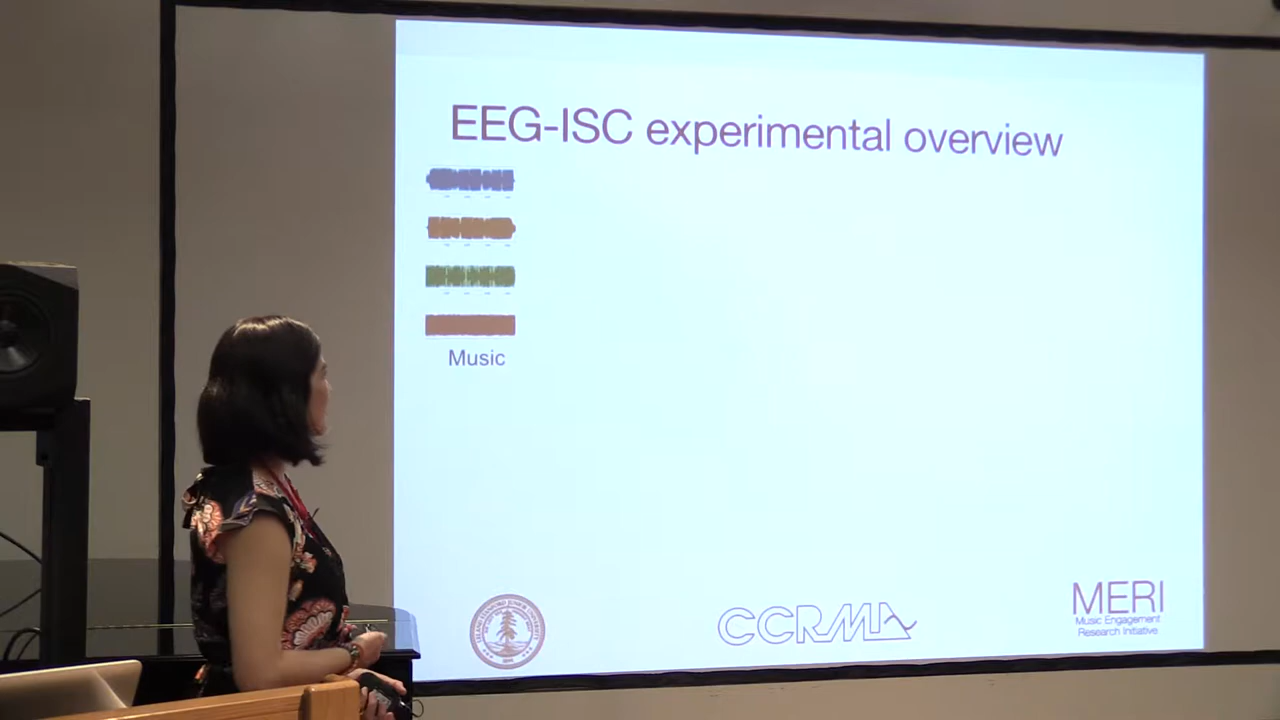 EEG-ISC experimental overview
Music
CCRMA
MERI
Music Engagement
Research Initiative